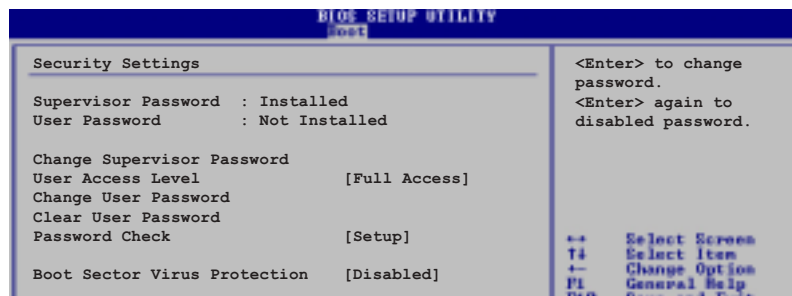 BIOS SETUP UTILITY
Boot
Security Settings
Supervisor Password : Installed
User Password : Not Installed
Change Supervisor Password
User Access Level [Full Access]
Change User Password
Clear User Password
Password Check [Setup]
Boot Sector Virus Protection [Disabled]
<Enter> to change
password.
<Enter> again to
disabled password.
←→ Select Screen
↑↓ Select Item
+- Change Option
F1 General Help